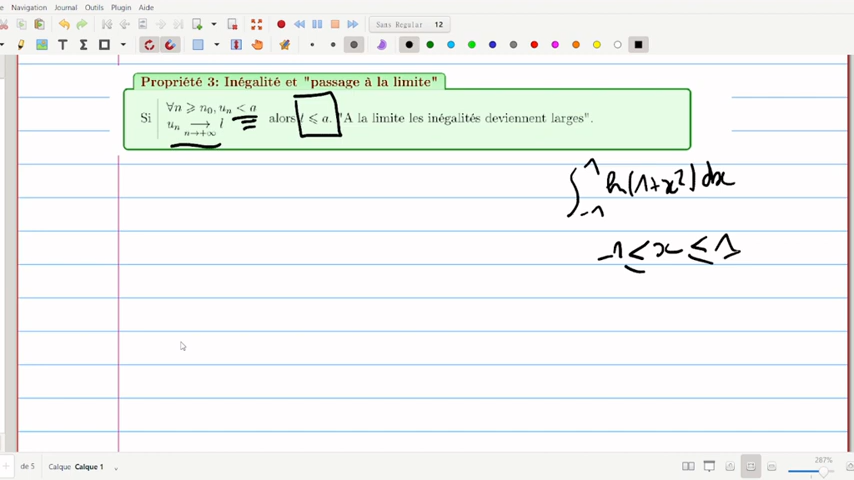 Navigation Journal Outils Plugin Aide
Sans Regular 12
Propriété 3: Inégalité et "passage à la limite"
Si ∀n ⩾ n₀, uₙ < a
uₙ ⟶ l n→+∞ alors l ⩽ a. "A la limite les inégalités deviennent larges".
∫₋₁¹ ln(1+x²) dx
-1 ≤ x ≤ 1
de 5 Calque Calque 1 287%